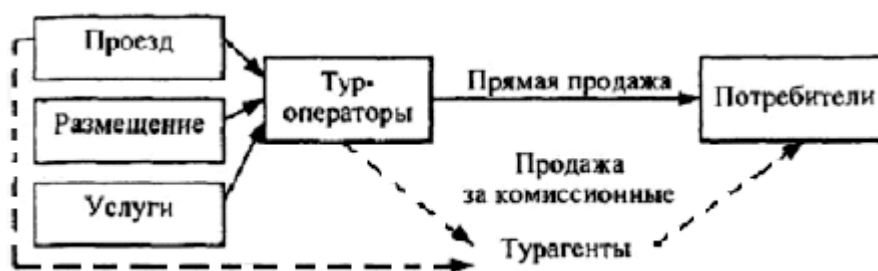 Проезд
Размещение
Услуги
Тур-
операторы
Прямая продажа
Потребители
Продажа
за комиссионные
Турагенты